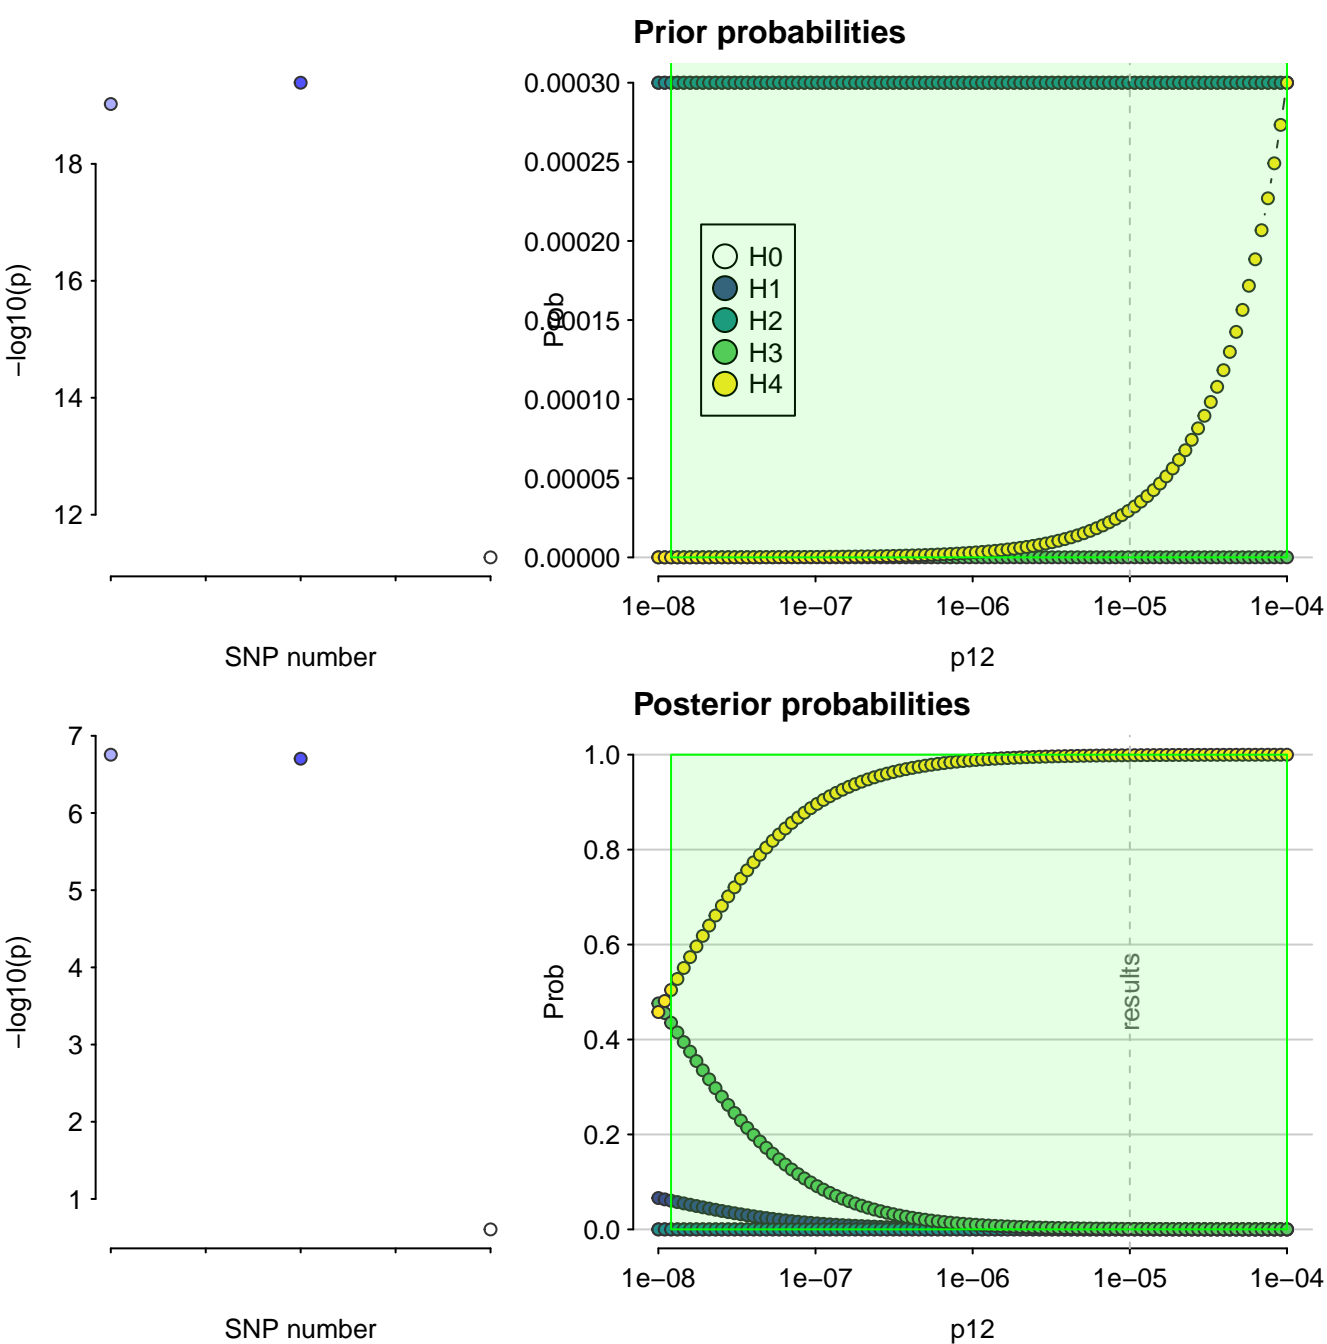 Prior probabilities
−log10(p)
18
16
14
12
SNP number
Prob
0.00030
0.00025
0.00020
0.00015
0.00010
0.00005
0.00000
H0
H1
H2
H3
H4
1e−08 1e−07 1e−06 1e−05 1e−04
p12
Posterior probabilities
−log10(p)
7
6
5
4
3
2
1
SNP number
Prob
1.0
0.8
0.6
0.4
0.2
0.0
results
1e−08 1e−07 1e−06 1e−05 1e−04
p12